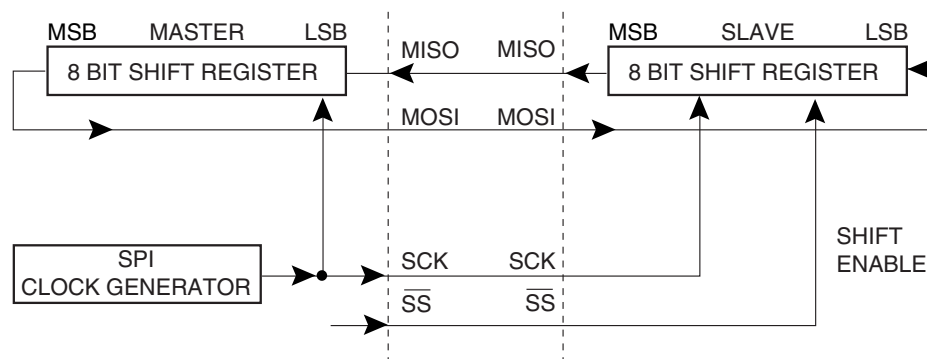 MSB MASTER LSB
8 BIT SHIFT REGISTER
MISO MISO
MSB SLAVE LSB
8 BIT SHIFT REGISTER
MOSI MOSI
SPI
CLOCK GENERATOR
SCK SCK
SS SS
SHIFT
ENABLE